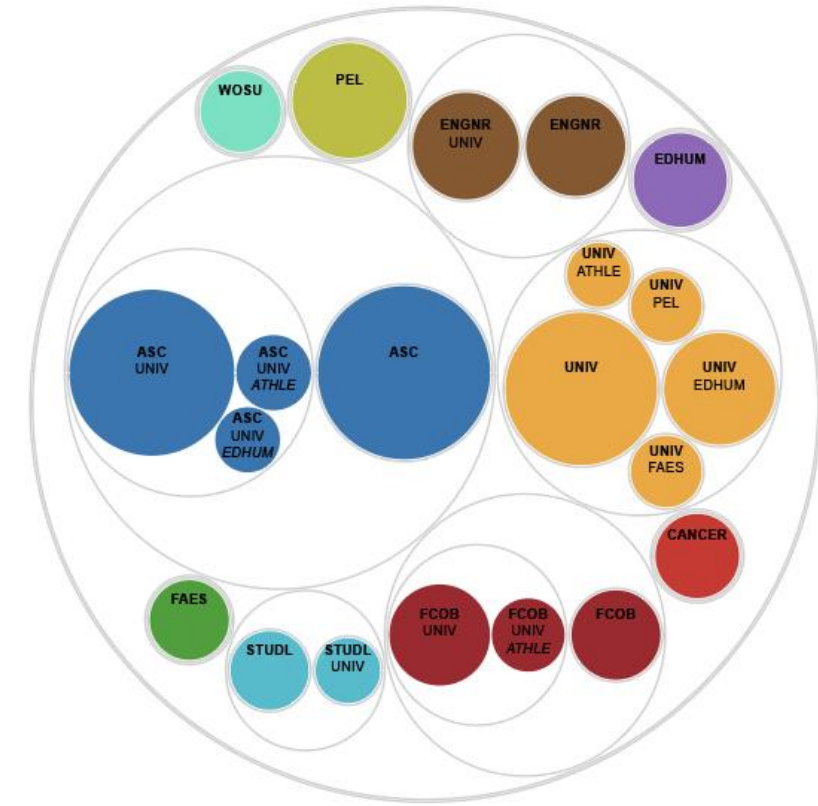 WOSU
PEL
ENGNR
UNIV
ENGNR
EDHUM
UNIV
ATHLE
UNIV
PEL
ASC
UNIV
ASC
UNIV
ATHLE
ASC
UNIV
EDHUM
ASC
UNIV
UNIV
EDHUM
UNIV
FAES
CANCER
FAES
STUDL
STUDL
UNIV
FCOB
UNIV
FCOB
UNIV
ATHLE
FCOB